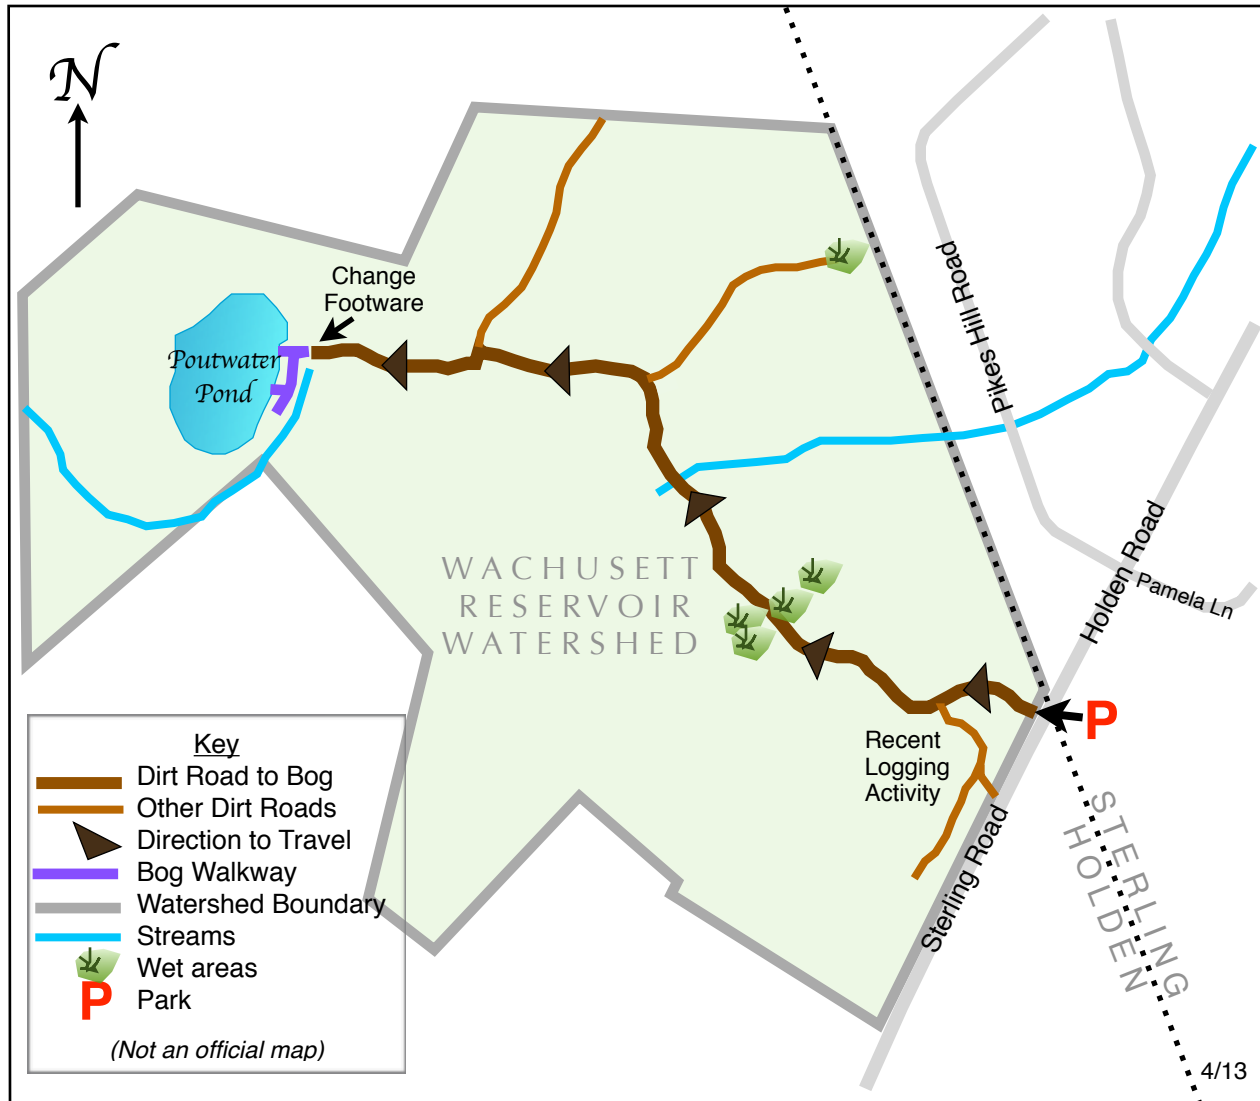 N
Change
Footware
Poutwater
Pond
Pikes Hill Road
Holden Road
Pamela Ln
WACHUSETT
RESERVOIR
WATERSHED
P
Recent
Logging
Activity
Sterling Road
STERLING
HOLDEN
Key
Dirt Road to Bog
Other Dirt Roads
Direction to Travel
Bog Walkway
Watershed Boundary
Streams
Wet areas
P Park
(Not an official map)
4/13